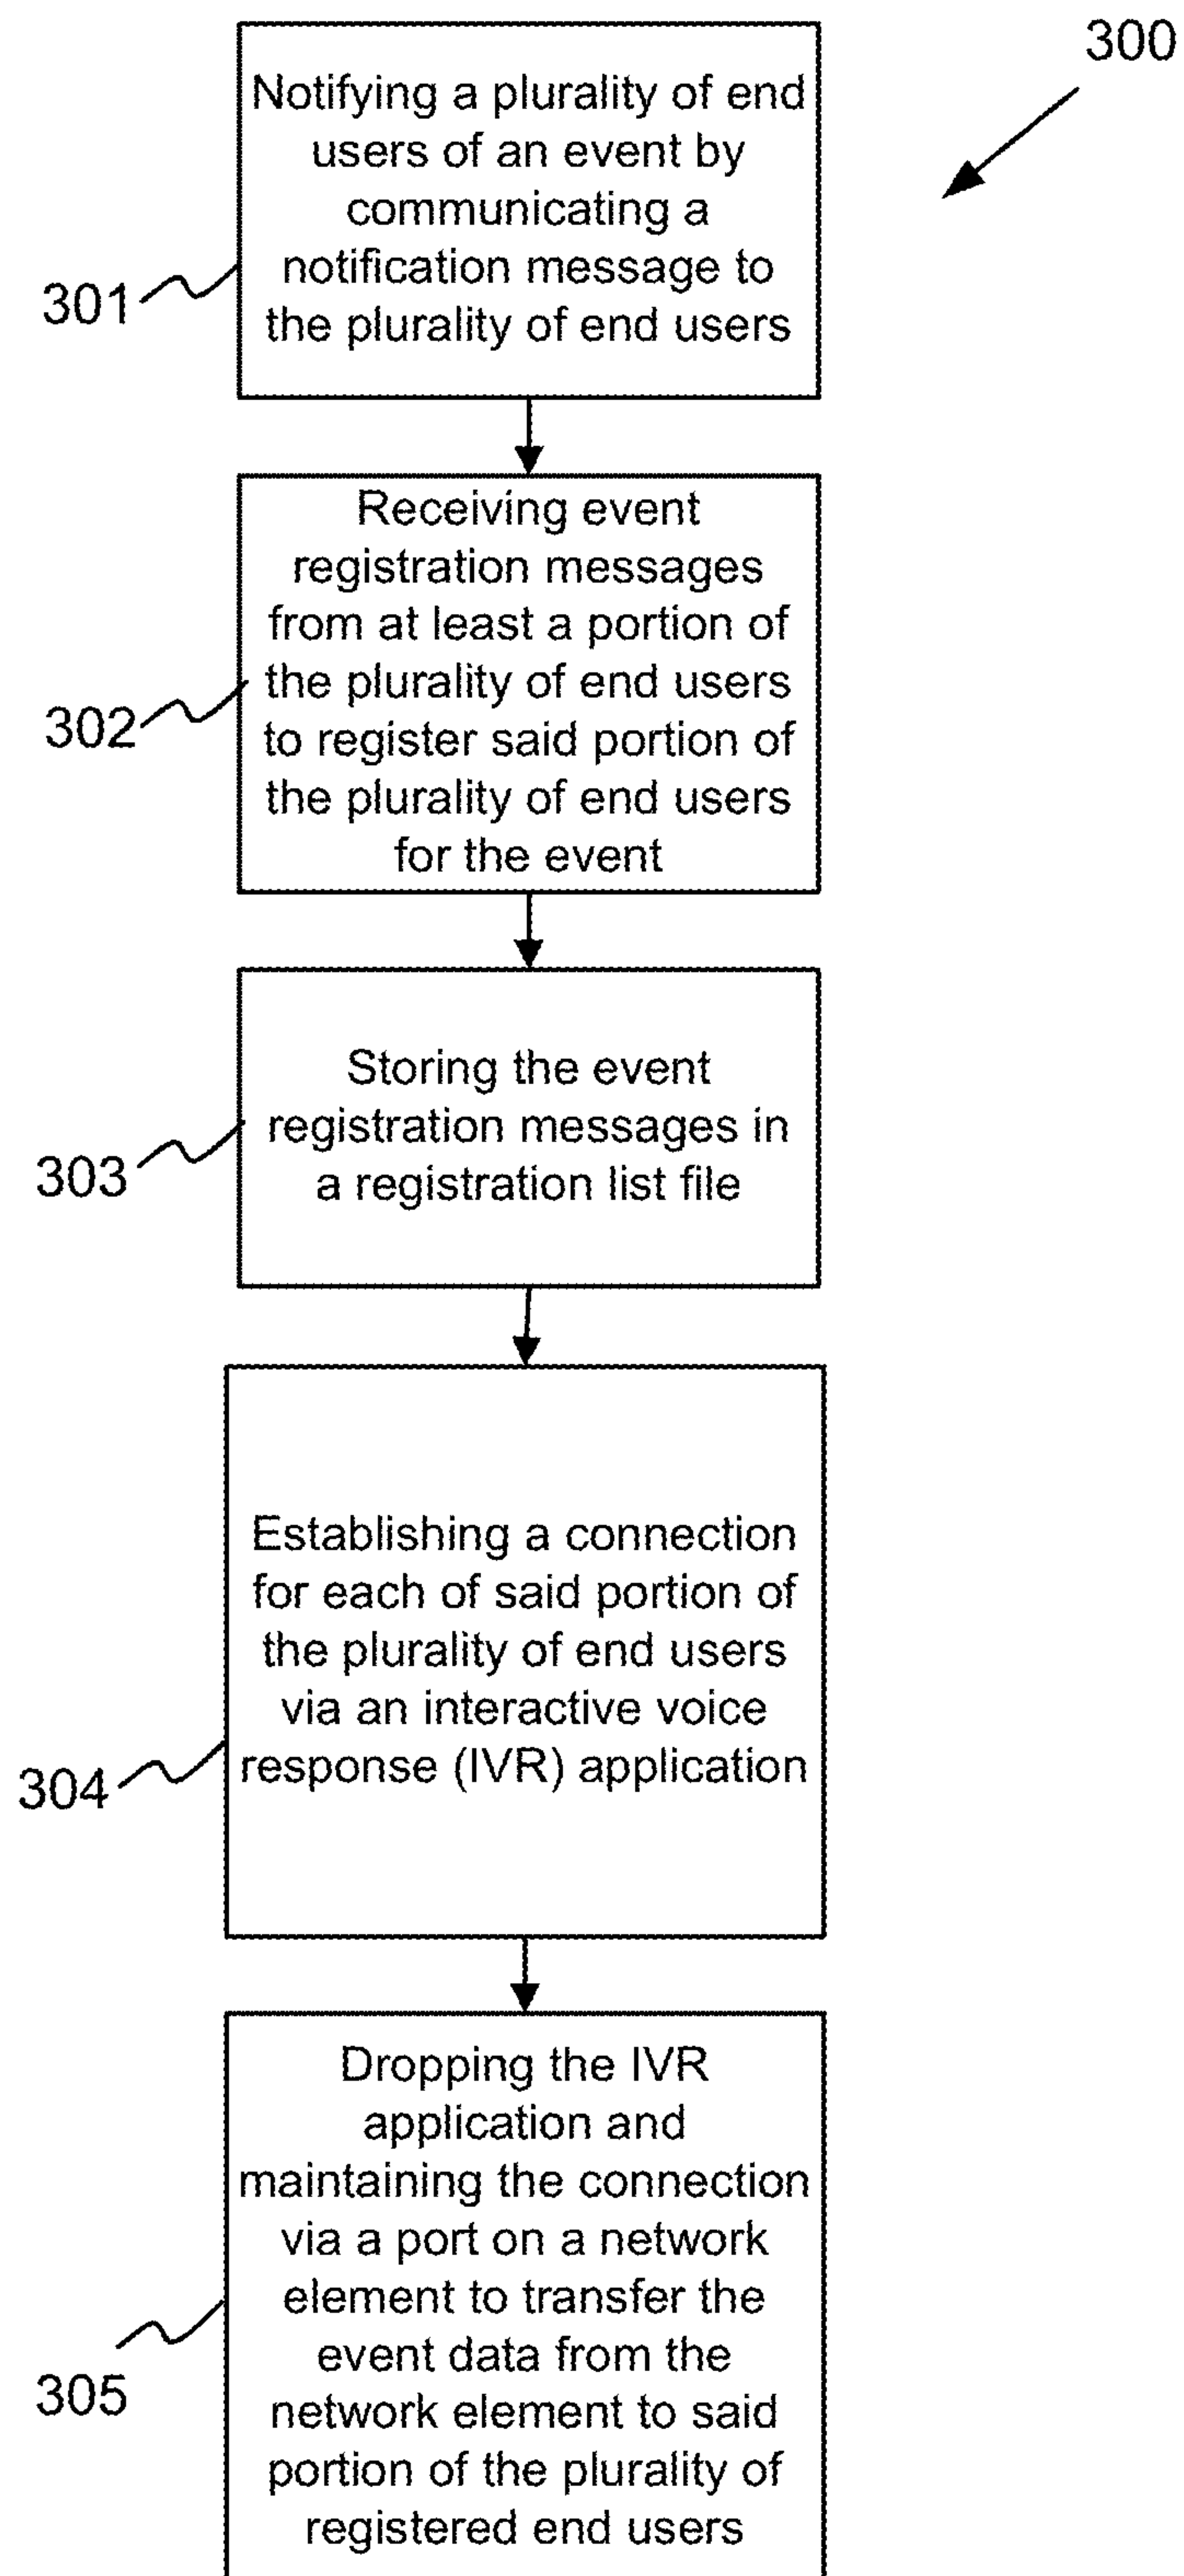 300
Notifying a plurality of end
users of an event by
communicating a
notification message to
the plurality of end users
301
Receiving event
registration messages
from at least a portion of
the plurality of end users
to register said portion of
the plurality of end users
for the event
302
Storing the event
registration messages in
a registration list file
303
Establishing a connection
for each of said portion of
the plurality of end users
via an interactive voice
response (IVR) application
304
Dropping the IVR
application and
maintaining the connection
via a port on a network
element to transfer the
event data from the
network element to said
portion of the plurality of
registered end users
305